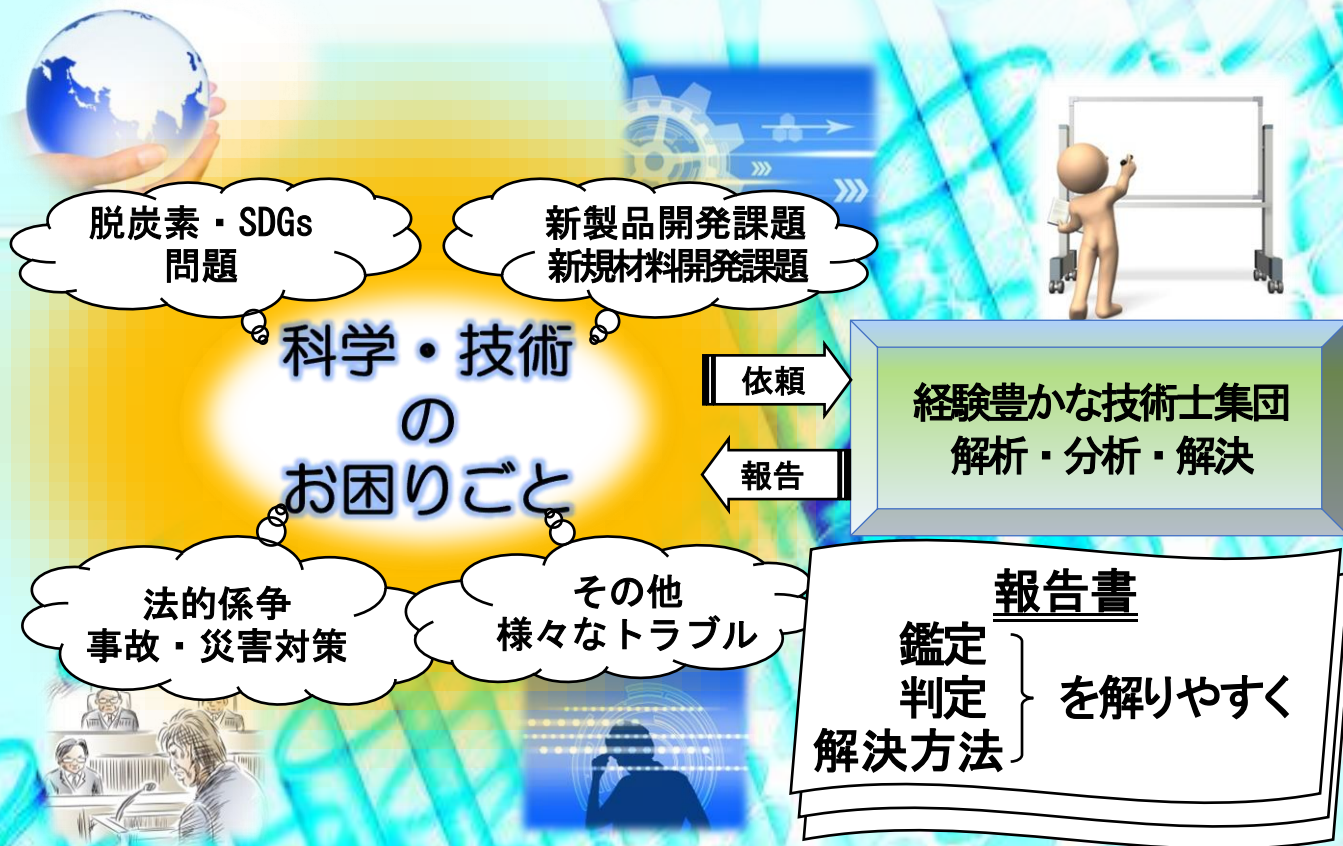 脱炭素・SDGs
問題
新製品開発課題
新規材料開発課題
科学・技術
の
お困りごと
依頼
報告
経験豊かな技術士集団
解析・分析・解決
法的係争
事故・災害対策
その他
様々なトラブル
報告書
鑑定
判定
解決方法
を解りやすく